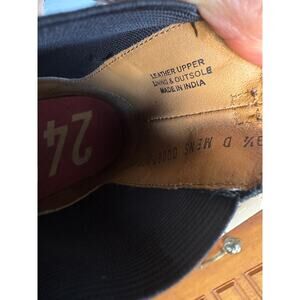 LEATHER UPPER
LINING & OUTSOLE
MADE IN INDIA
D MENS
24